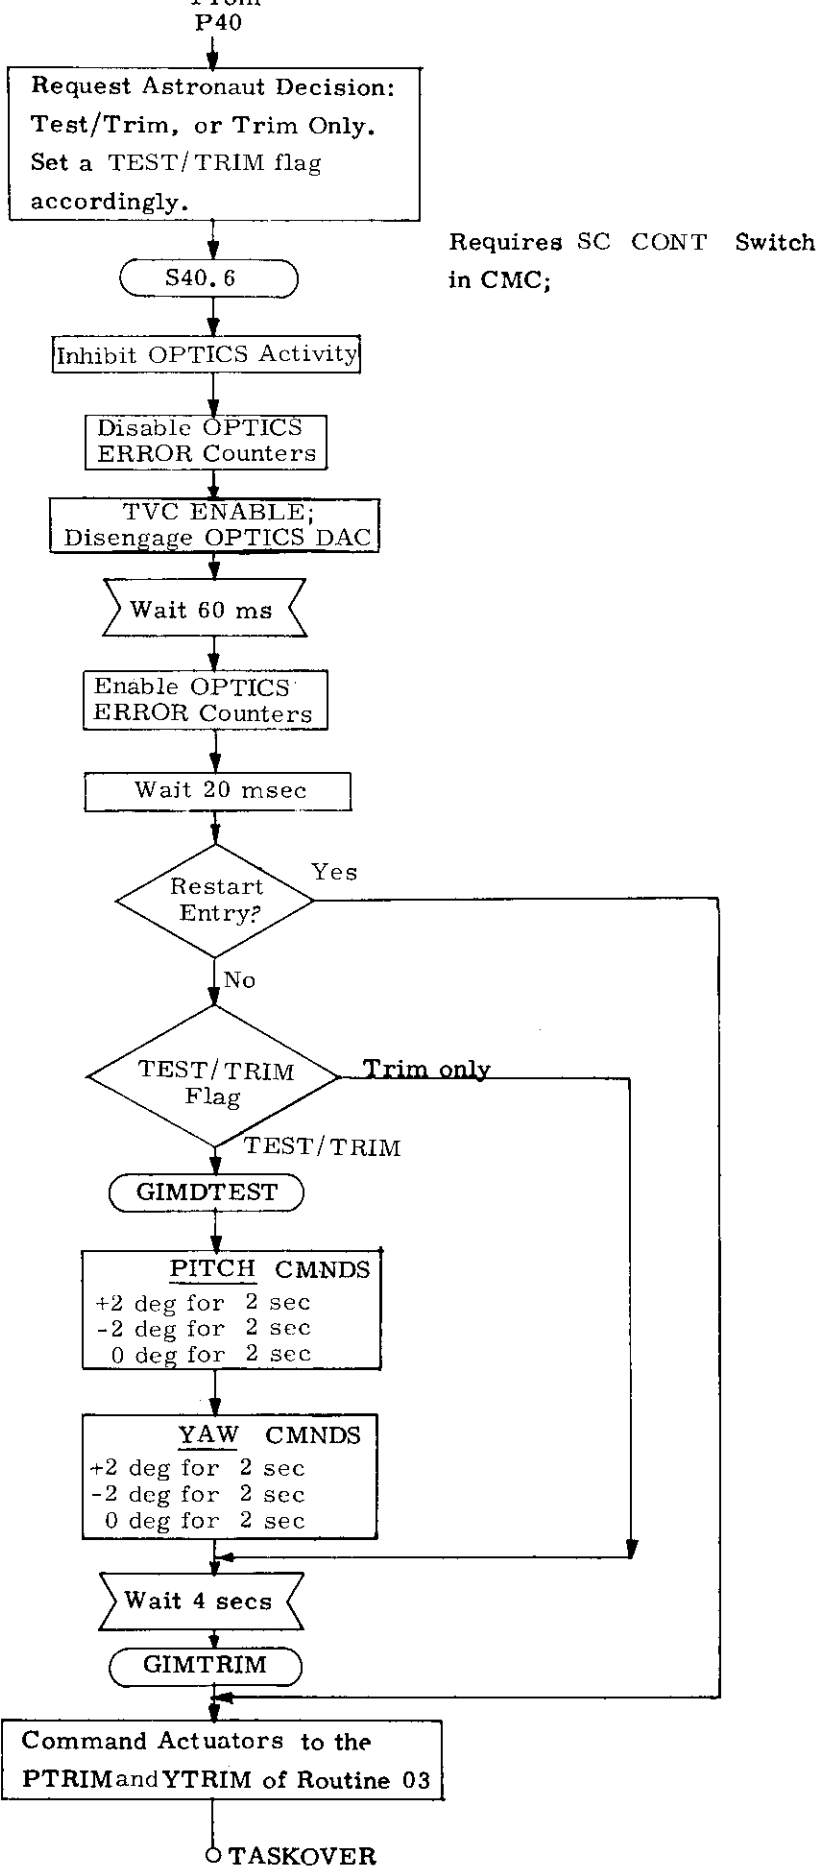 From
P40
Request Astronaut Decision:
Test/Trim, or Trim Only.
Set a TEST/TRIM flag
accordingly.
Requires SC CONT Switch
in CMC;
S40.6
Inhibit OPTICS Activity
Disable OPTICS
ERROR Counters
TVC ENABLE;
Disengage OPTICS DAC
Wait 60 ms
Enable OPTICS
ERROR Counters
Wait 20 msec
Restart
Entry?
Yes
No
TEST/TRIM
Flag
Trim only
TEST/TRIM
GIMDTEST
PITCH CMNDS
+2 deg for 2 sec
-2 deg for 2 sec
0 deg for 2 sec
YAW CMNDS
+2 deg for 2 sec
-2 deg for 2 sec
0 deg for 2 sec
Wait 4 secs
GIMTRIM
Command Actuators to the
PTRIM and YTRIM of Routine 03
TASKOVER